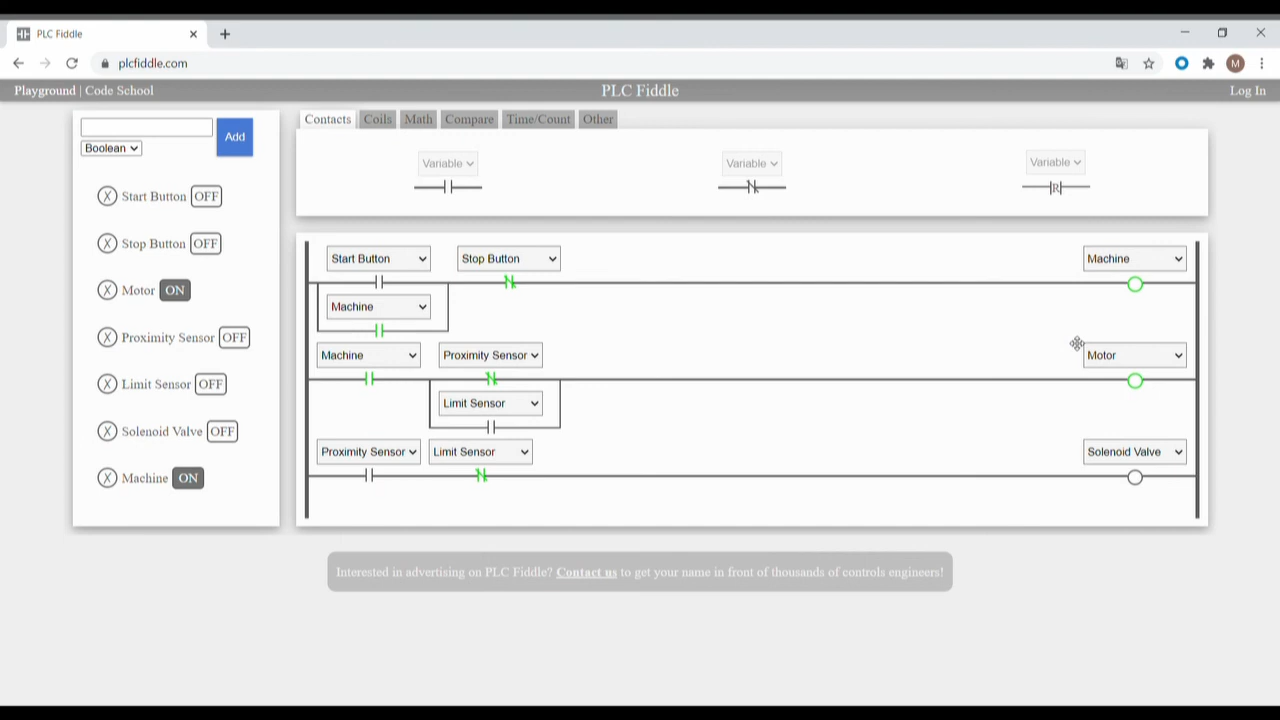 PLC Fiddle
plcfiddle.com
M
Playground | Code School
PLC Fiddle
Log In
Boolean
Add
X Start Button OFF
X Stop Button OFF
X Motor ON
X Proximity Sensor OFF
X Limit Sensor OFF
X Solenoid Valve OFF
X Machine ON
Contacts Coils Math Compare Time/Count Other
Variable Variable Variable
R
Start Button Stop Button Machine
Machine
Machine Proximity Sensor Motor
Limit Sensor
Proximity Sensor Limit Sensor Solenoid Valve
Interested in advertising on PLC Fiddle? Contact us to get your name in front of thousands of controls engineers!